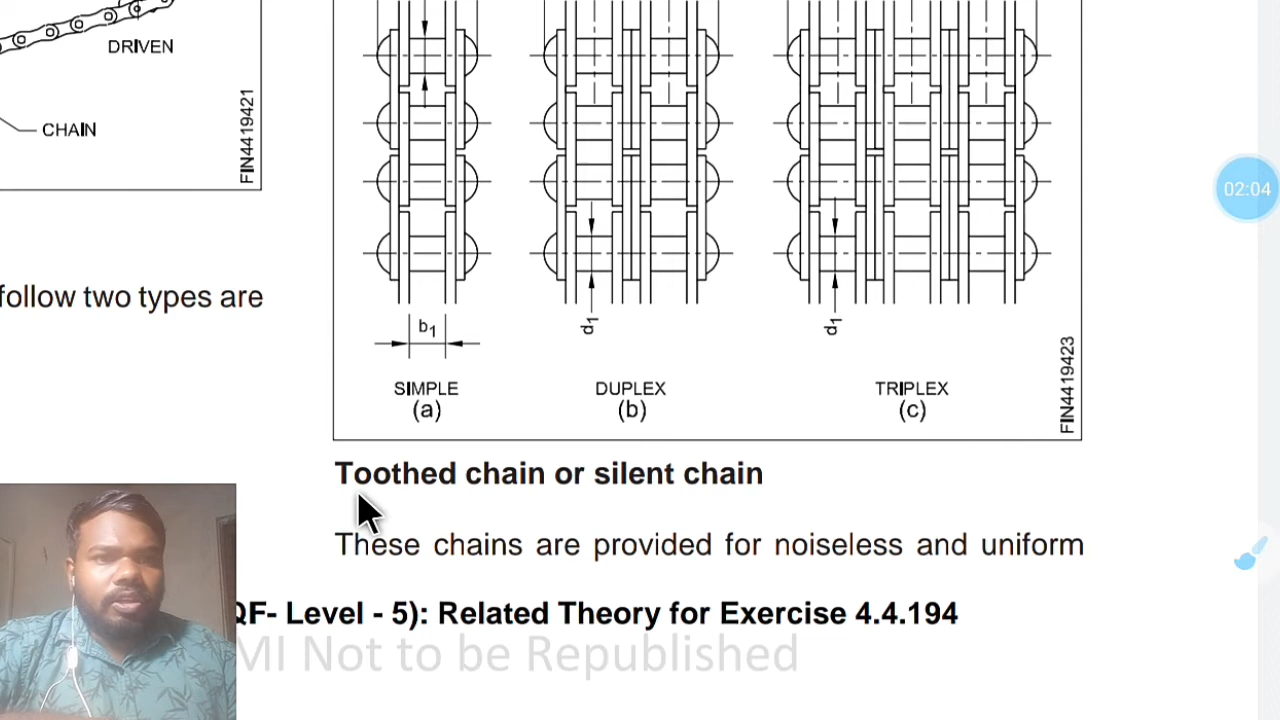 DRIVEN
CHAIN
FIN4419421
follow two types are
b1
d1
d1
SIMPLE
(a)
DUPLEX
(b)
TRIPLEX
(c)
FIN4419423
Toothed chain or silent chain
These chains are provided for noiseless and uniform
QF- Level - 5): Related Theory for Exercise 4.4.194
MI Not to be Republished
02:04